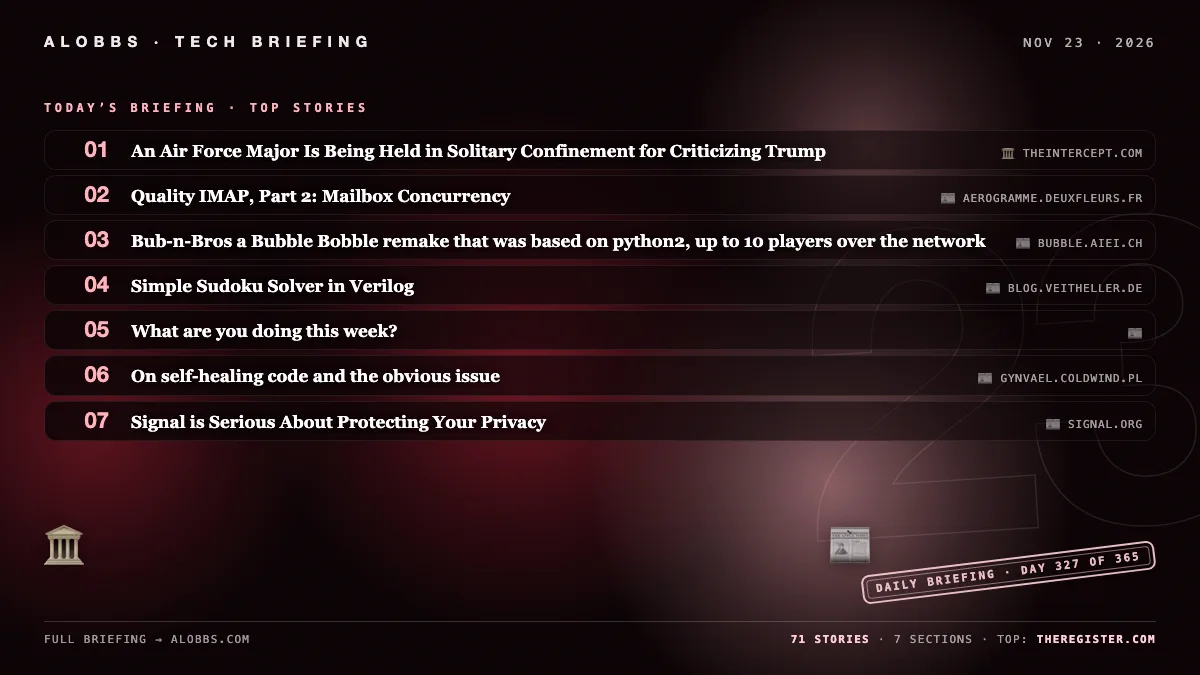 ALOBBS · TECH BRIEFING
NOV 23 · 2026
TODAY'S BRIEFING · TOP STORIES
01 An Air Force Major Is Being Held in Solitary Confinement for Criticizing Trump THEINTERCEPT.COM
02 Quality IMAP, Part 2: Mailbox Concurrency AEROGRAMME.DEUXFLEURS.FR
03 Bub-n-Bros a Bubble Bobble remake that was based on python2, up to 10 players over the network BUBBLE.AIEI.CH
04 Simple Sudoku Solver in Verilog BLOG.VEITHELLER.DE
05 What are you doing this week?
06 On self-healing code and the obvious issue GYNVAEL.COLDWIND.PL
07 Signal is Serious About Protecting Your Privacy SIGNAL.ORG
23
DAILY BRIEFING · DAY 327 OF 365
FULL BRIEFING → ALOBBS.COM
71 STORIES · 7 SECTIONS · TOP: THEREGISTER.COM